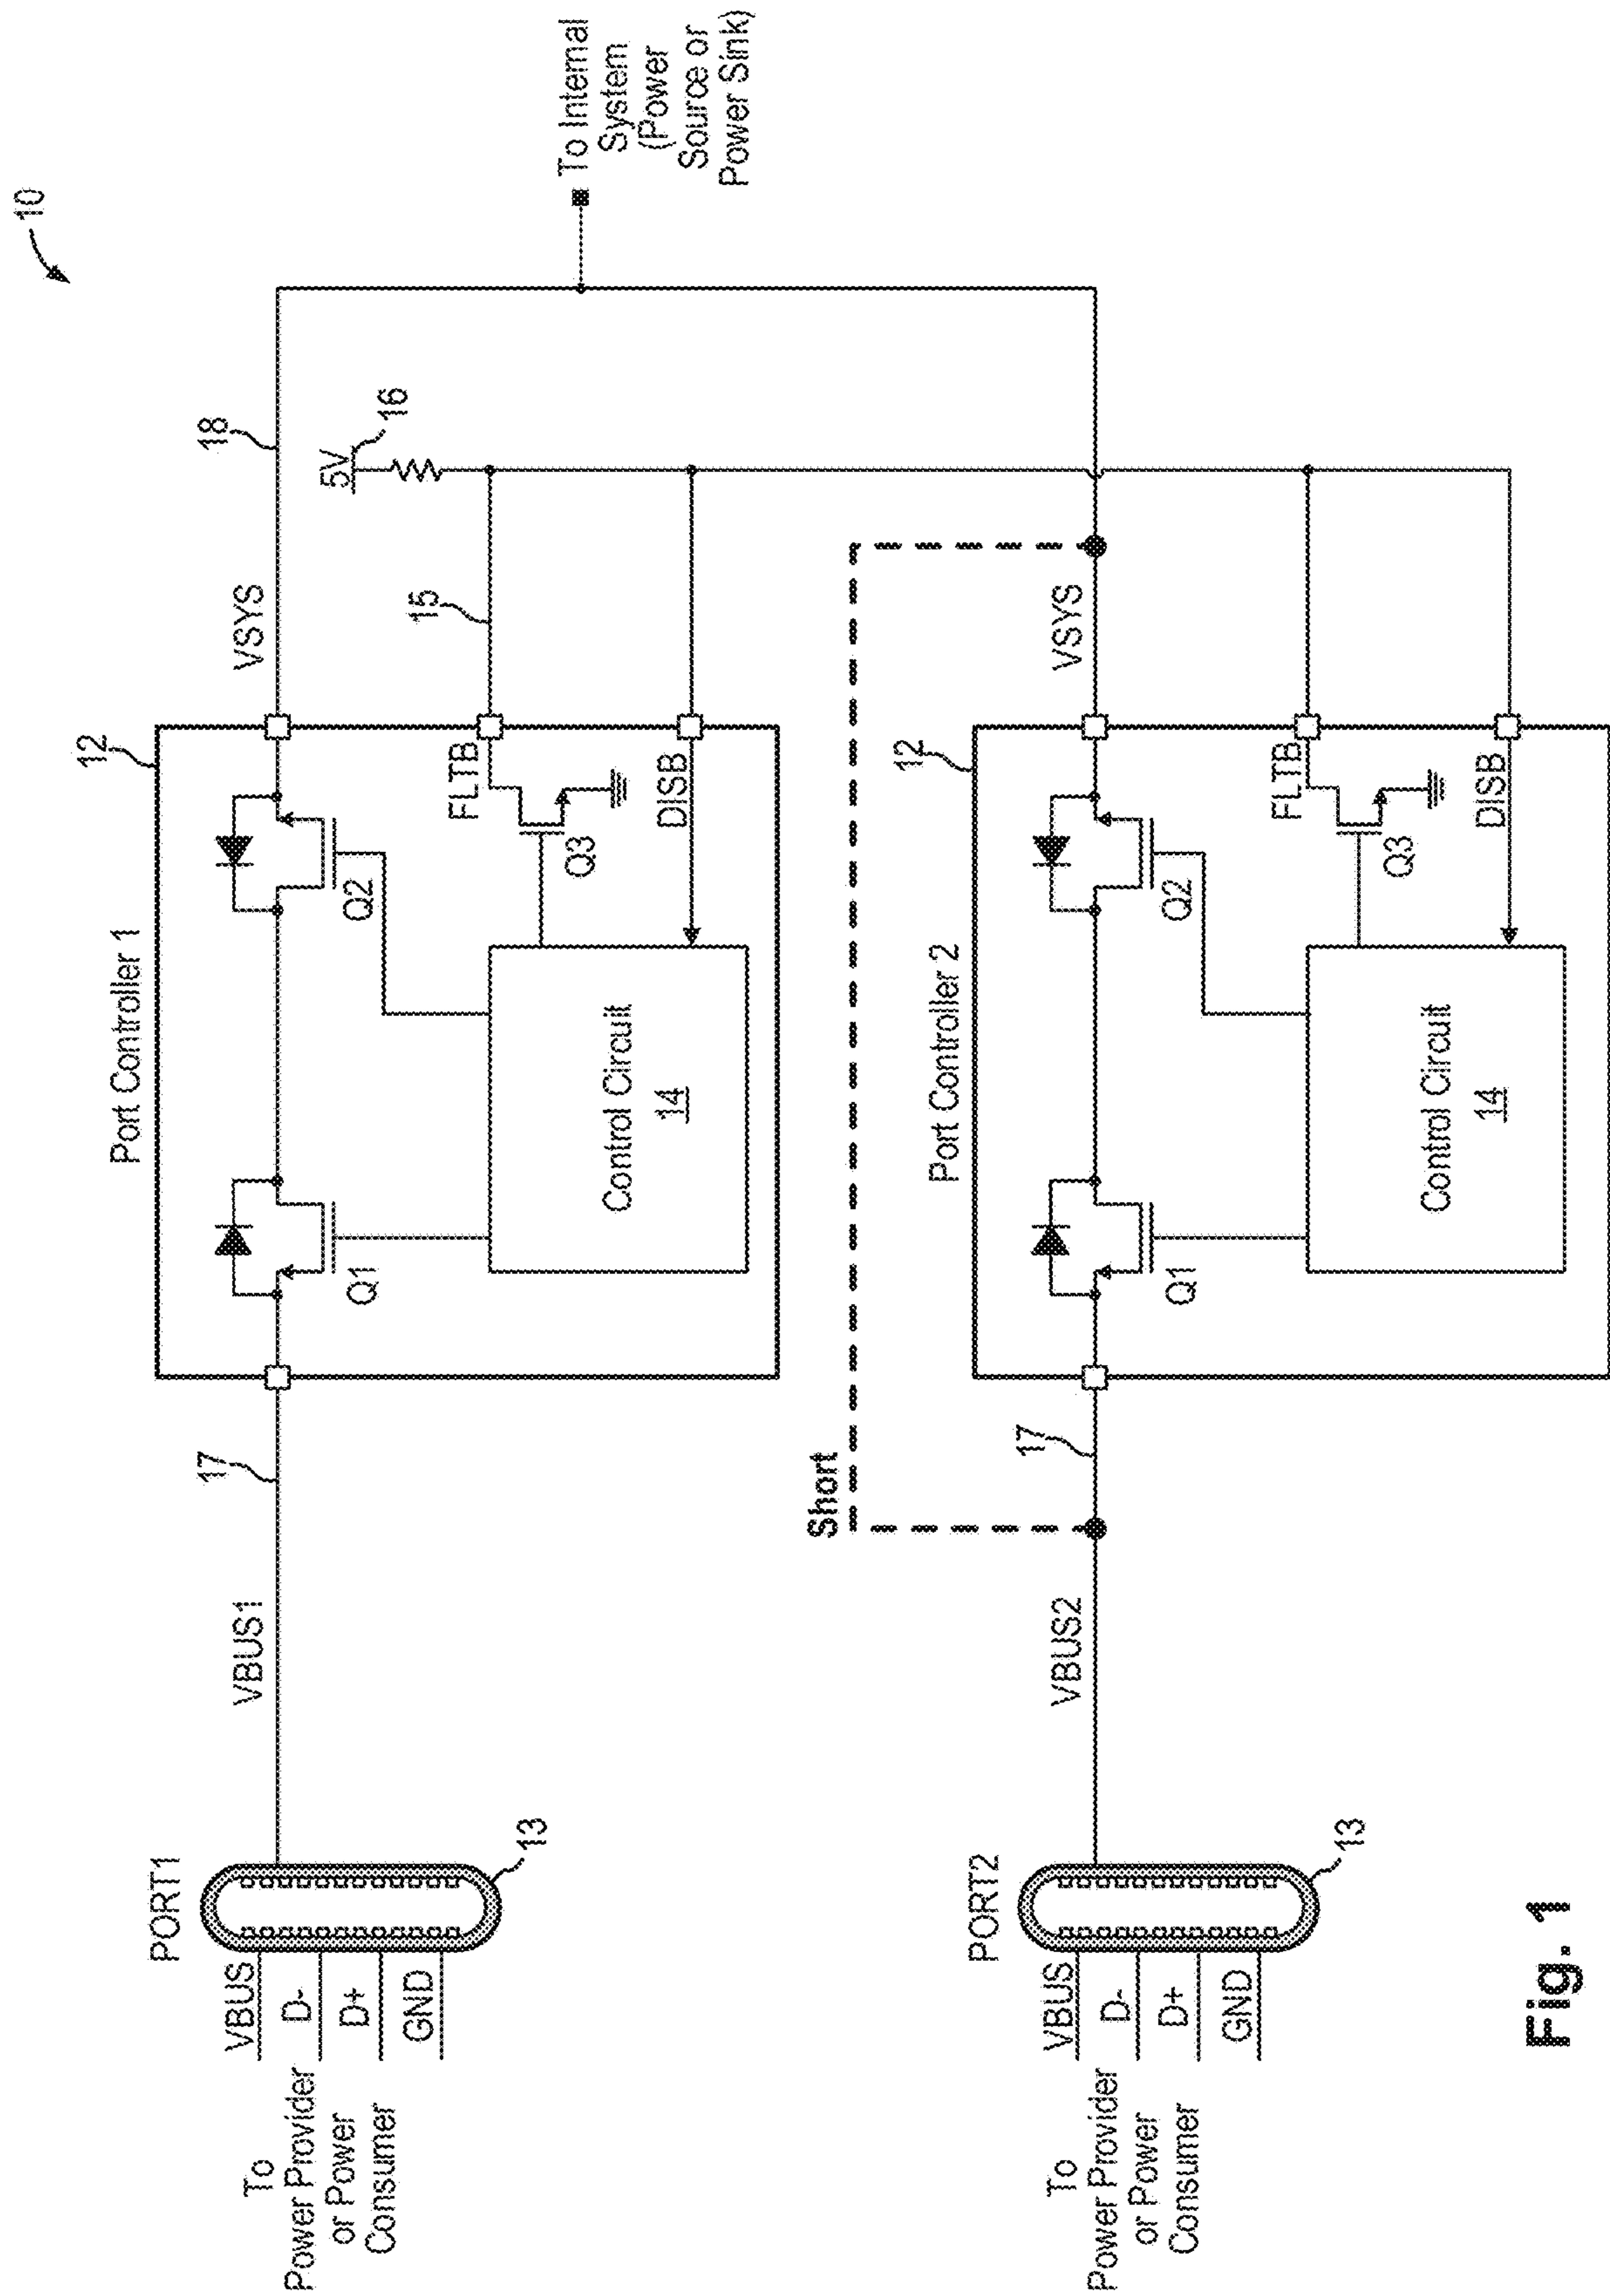 10
PORT1
VBUS
D-
D+
GND
To
Power Provider
or Power
Consumer
13
VBUS1
17
Port Controller 1
12
Q1
Q2
Control Circuit
14
Q3
FLTB
DISB
VSYS
18
15
5V
16
To Internal
System
(Power
Source or
Power Sink)
Short
PORT2
VBUS
D-
D+
GND
To
Power Provider
or Power
Consumer
13
VBUS2
17
Port Controller 2
12
Q1
Q2
Control Circuit
14
Q3
FLTB
DISB
VSYS
Fig. 1